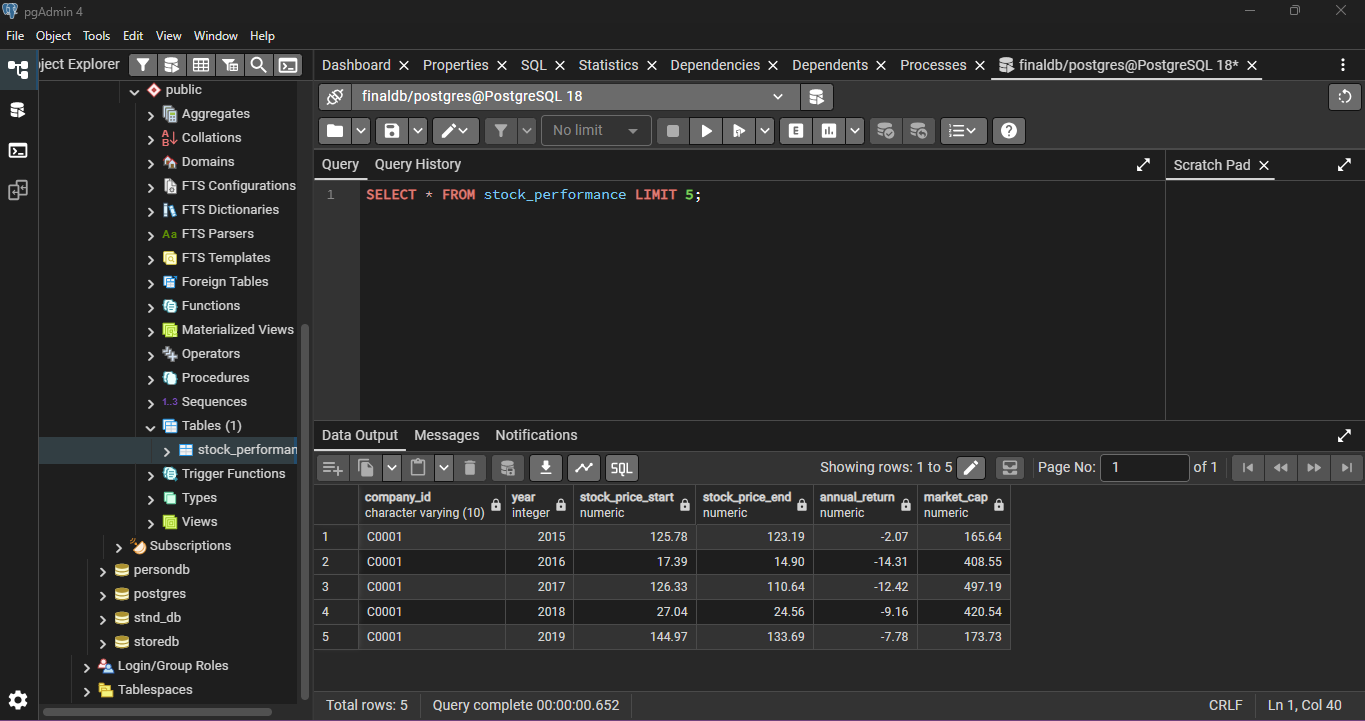 pgAdmin 4
File Object Tools Edit View Window Help
ject Explorer
Dashboard Properties SQL Statistics Dependencies Dependents Processes finaldb/postgres@PostgreSQL 18*
public
Aggregates
Collations
Domains
FTS Configurations
FTS Dictionaries
Aa FTS Parsers
FTS Templates
Foreign Tables
Functions
Materialized Views
Operators
Procedures
1..3 Sequences
Tables (1)
stock_performan
Trigger Functions
Types
Views
Subscriptions
persondb
postgres
stnd_db
storedb
Login/Group Roles
Tablespaces
finaldb/postgres@PostgreSQL 18
No limit E
Query Query History Scratch Pad
1 SELECT * FROM stock_performance LIMIT 5;
Data Output Messages Notifications
SQL Showing rows: 1 to 5 Page No: 1 of 1
company_id year stock_price_start stock_price_end annual_return market_cap
character varying (10) integer numeric numeric numeric numeric
1 C0001 2015 125.78 123.19 -2.07 165.64
2 C0001 2016 17.39 14.90 -14.31 408.55
3 C0001 2017 126.33 110.64 -12.42 497.19
4 C0001 2018 27.04 24.56 -9.16 420.54
5 C0001 2019 144.97 133.69 -7.78 173.73
Total rows: 5 Query complete 00:00:00.652 CRLF Ln 1, Col 40